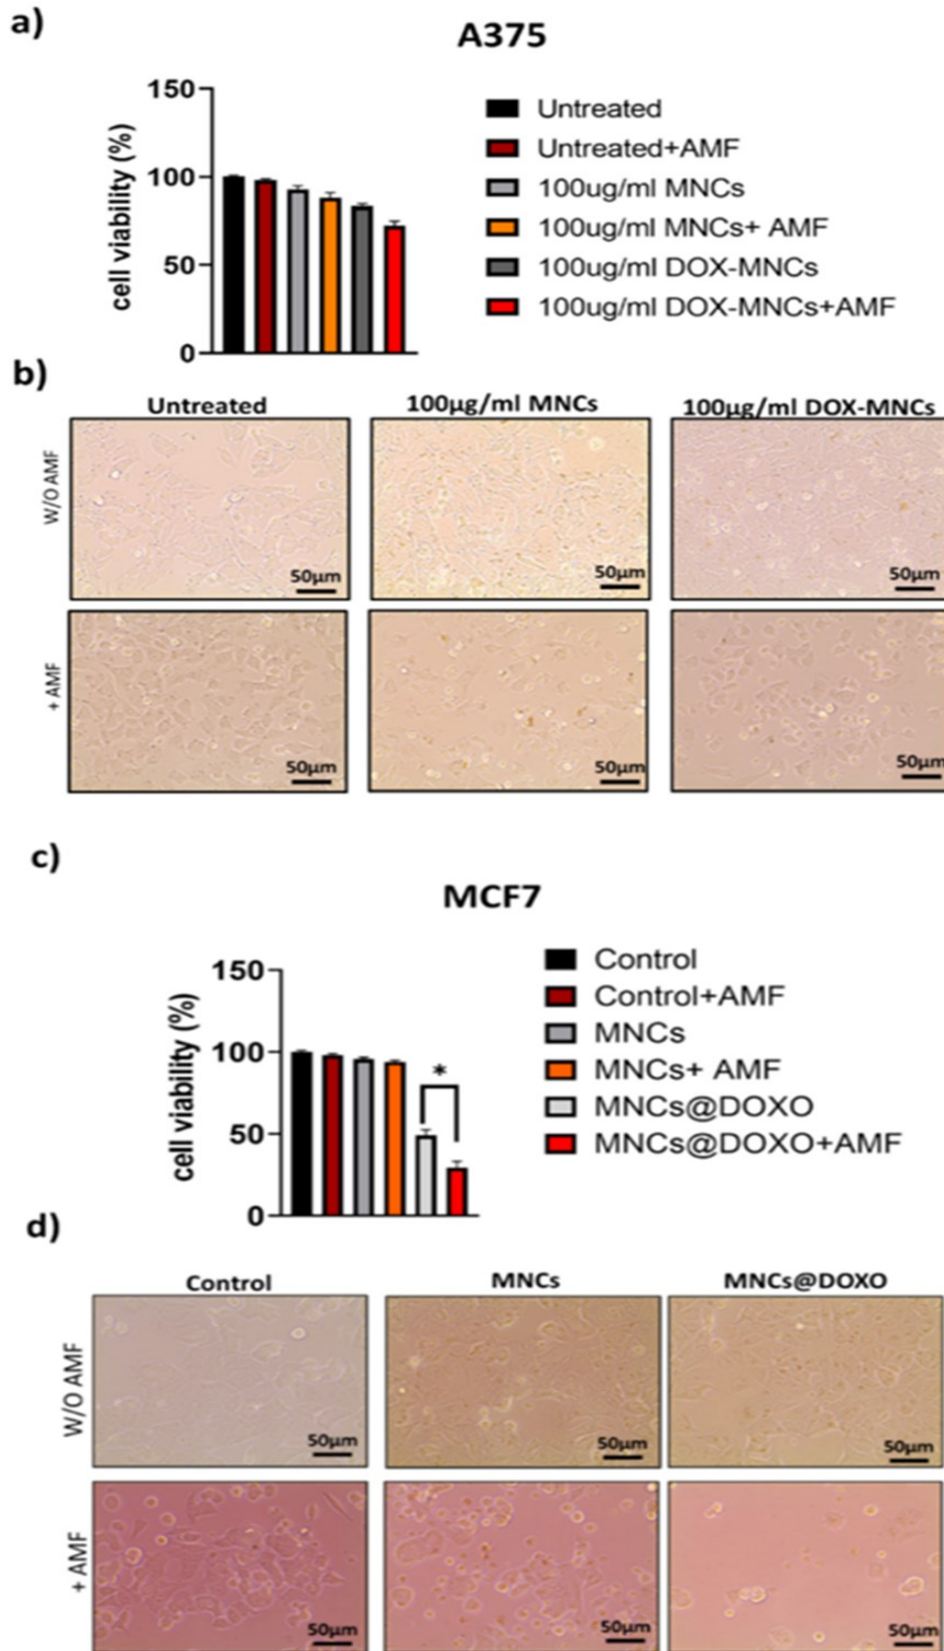 a)
A375
150
100
50
0
cell viability (%)
Untreated
Untreated+AMF
100ug/ml MNCs
100ug/ml MNCs+ AMF
100ug/ml DOX-MNCs
100ug/ml DOX-MNCs+AMF
b)
Untreated
100µg/ml MNCs
100µg/ml DOX-MNCs
W/O AMF
50µm
50µm
50µm
+ AMF
50µm
50µm
50µm
c)
MCF7
150
100
50
0
cell viability (%)
*
Control
Control+AMF
MNCs
MNCs+ AMF
MNCs@DOXO
MNCs@DOXO+AMF
d)
Control
MNCs
MNCs@DOXO
W/O AMF
50µm
50µm
50µm
+ AMF
50µm
50µm
50µm